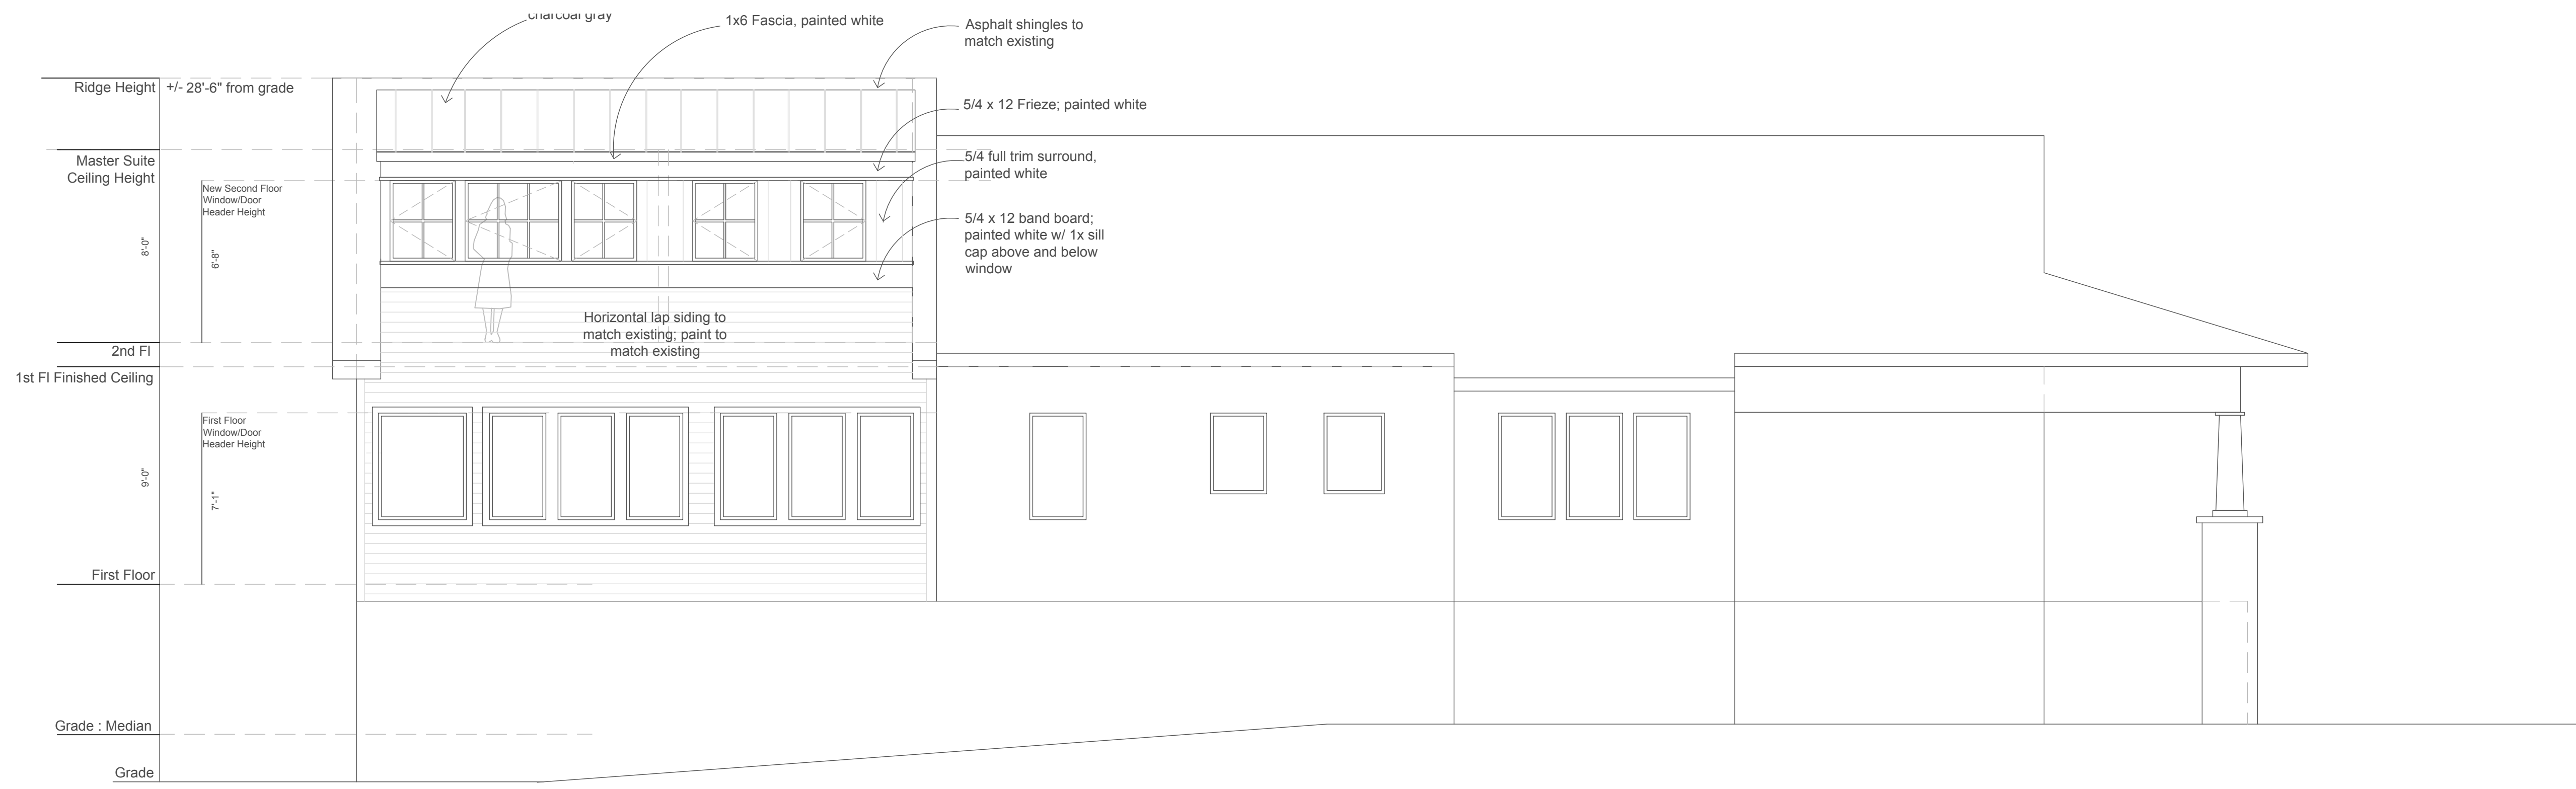 charcoal gray
1x6 Fascia, painted white
Asphalt shingles to
match existing
Ridge Height
+/- 28'-6" from grade
5/4 x 12 Frieze; painted white
Master Suite
Ceiling Height
5/4 full trim surround,
painted white
New Second Floor
Window/Door
Header Height
5/4 x 12 band board;
painted white w/ 1x sill
cap above and below
window
8'-0"
6'-8"
Horizontal lap siding to
match existing; paint to
match existing
2nd Fl
1st Fl Finished Ceiling
First Floor
Window/Door
Header Height
9'-0"
7'-1"
First Floor
Grade : Median
Grade